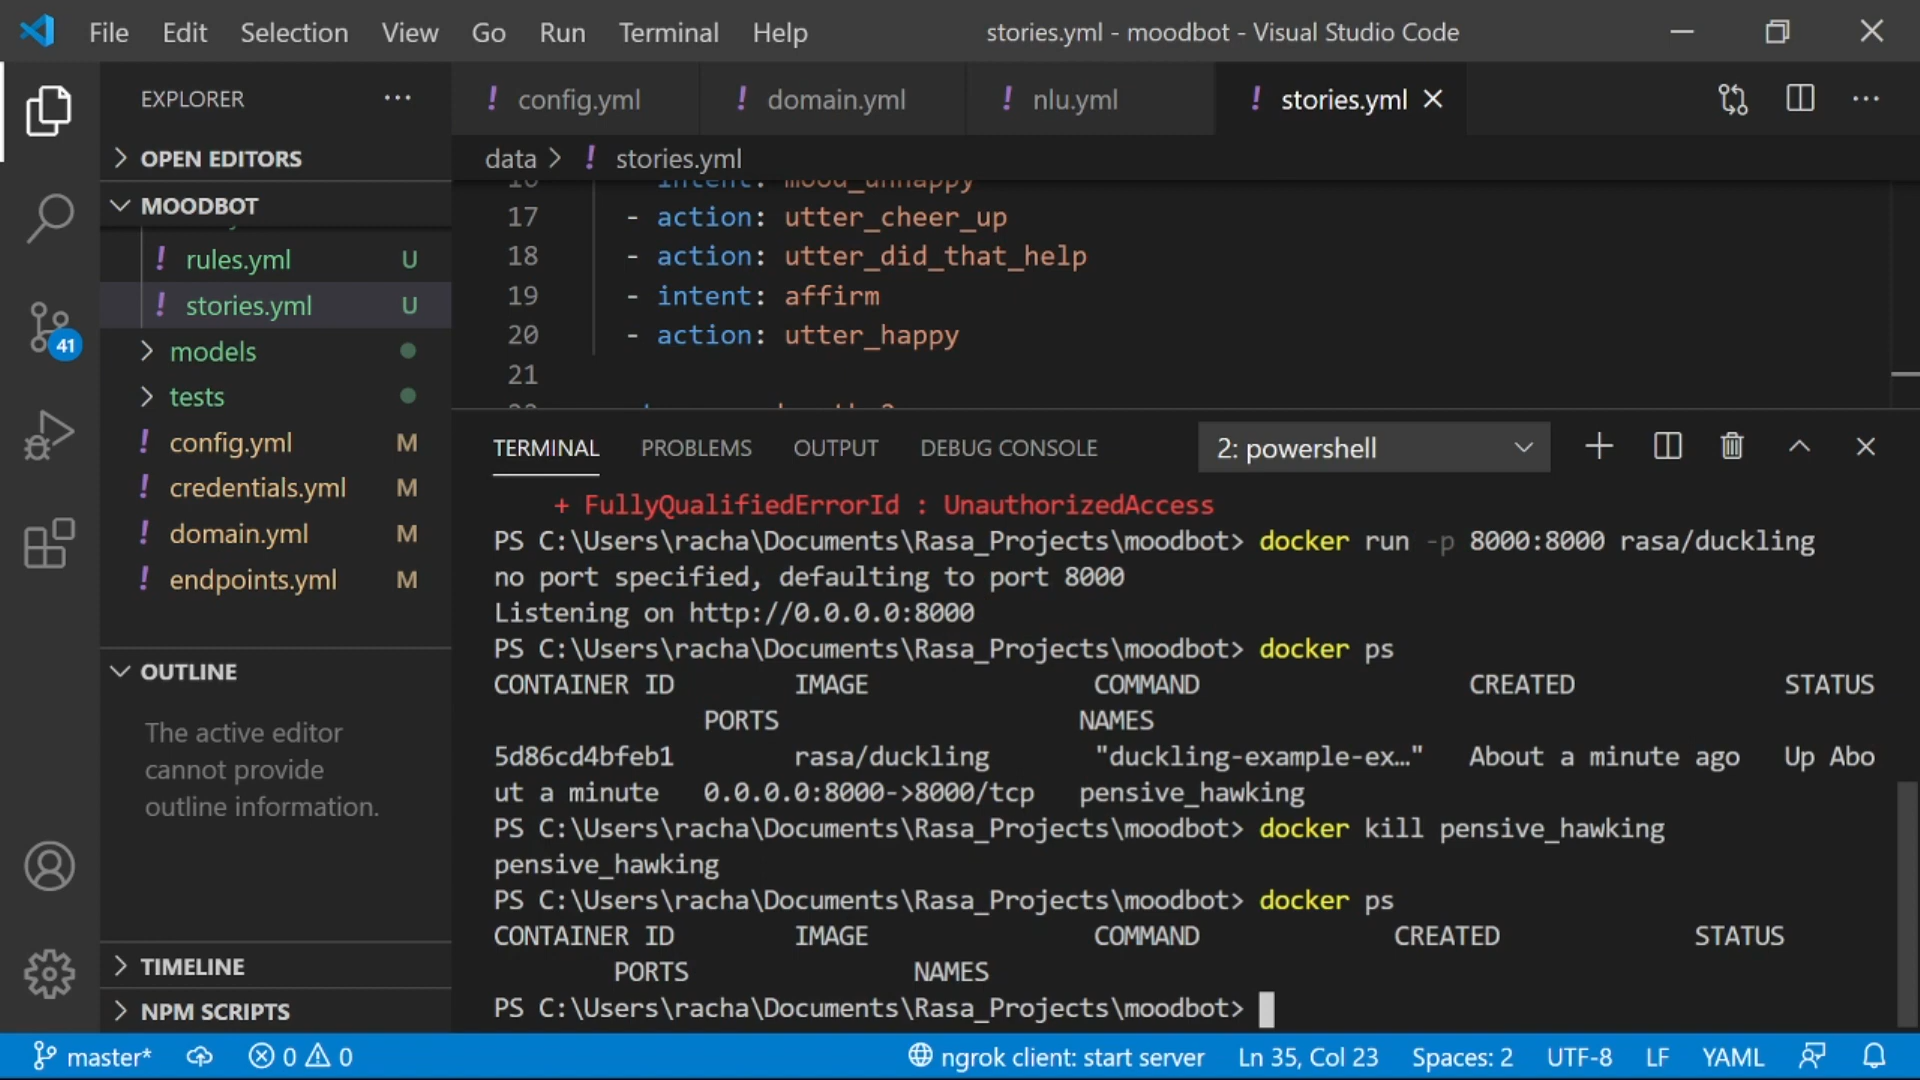 File Edit Selection View Go Run Terminal Help stories.yml - moodbot - Visual Studio Code
EXPLORER
OPEN EDITORS
MOODBOT
! rules.yml U
! stories.yml U
models
tests
! config.yml M
! credentials.yml M
! domain.yml M
! endpoints.yml M
OUTLINE
The active editor
cannot provide
outline information.
TIMELINE
NPM SCRIPTS
41
! config.yml ! domain.yml ! nlu.yml ! stories.yml
data > ! stories.yml
intent: mood_unhappy
17 - action: utter_cheer_up
18 - action: utter_did_that_help
19 - intent: affirm
20 - action: utter_happy
21
TERMINAL PROBLEMS OUTPUT DEBUG CONSOLE 2: powershell
+ FullyQualifiedErrorId : UnauthorizedAccess
PS C:\Users\racha\Documents\Rasa_Projects\moodbot> docker run -p 8000:8000 rasa/duckling
no port specified, defaulting to port 8000
Listening on http://0.0.0.0:8000
PS C:\Users\racha\Documents\Rasa_Projects\moodbot> docker ps
CONTAINER ID IMAGE COMMAND CREATED STATUS
PORTS NAMES
5d86cd4bfeb1 rasa/duckling "duckling-example-ex…" About a minute ago Up Abo
ut a minute 0.0.0.0:8000->8000/tcp pensive_hawking
PS C:\Users\racha\Documents\Rasa_Projects\moodbot> docker kill pensive_hawking
pensive_hawking
PS C:\Users\racha\Documents\Rasa_Projects\moodbot> docker ps
CONTAINER ID IMAGE COMMAND CREATED STATUS
PORTS NAMES
PS C:\Users\racha\Documents\Rasa_Projects\moodbot>
master* 0 0 ngrok client: start server Ln 35, Col 23 Spaces: 2 UTF-8 LF YAML